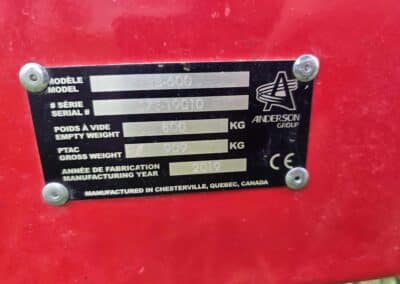 MODÈLE
MODEL
# SÉRIE
SERIAL #
POIDS À VIDE
EMPTY WEIGHT
KG
PTAC
GROSS WEIGHT
KG
ANNÉE DE FABRICATION
MANUFACTURING YEAR
2019
ANDERSON
GROUP
CE
MANUFACTURED IN CHESTERVILLE, QUEBEC, CANADA